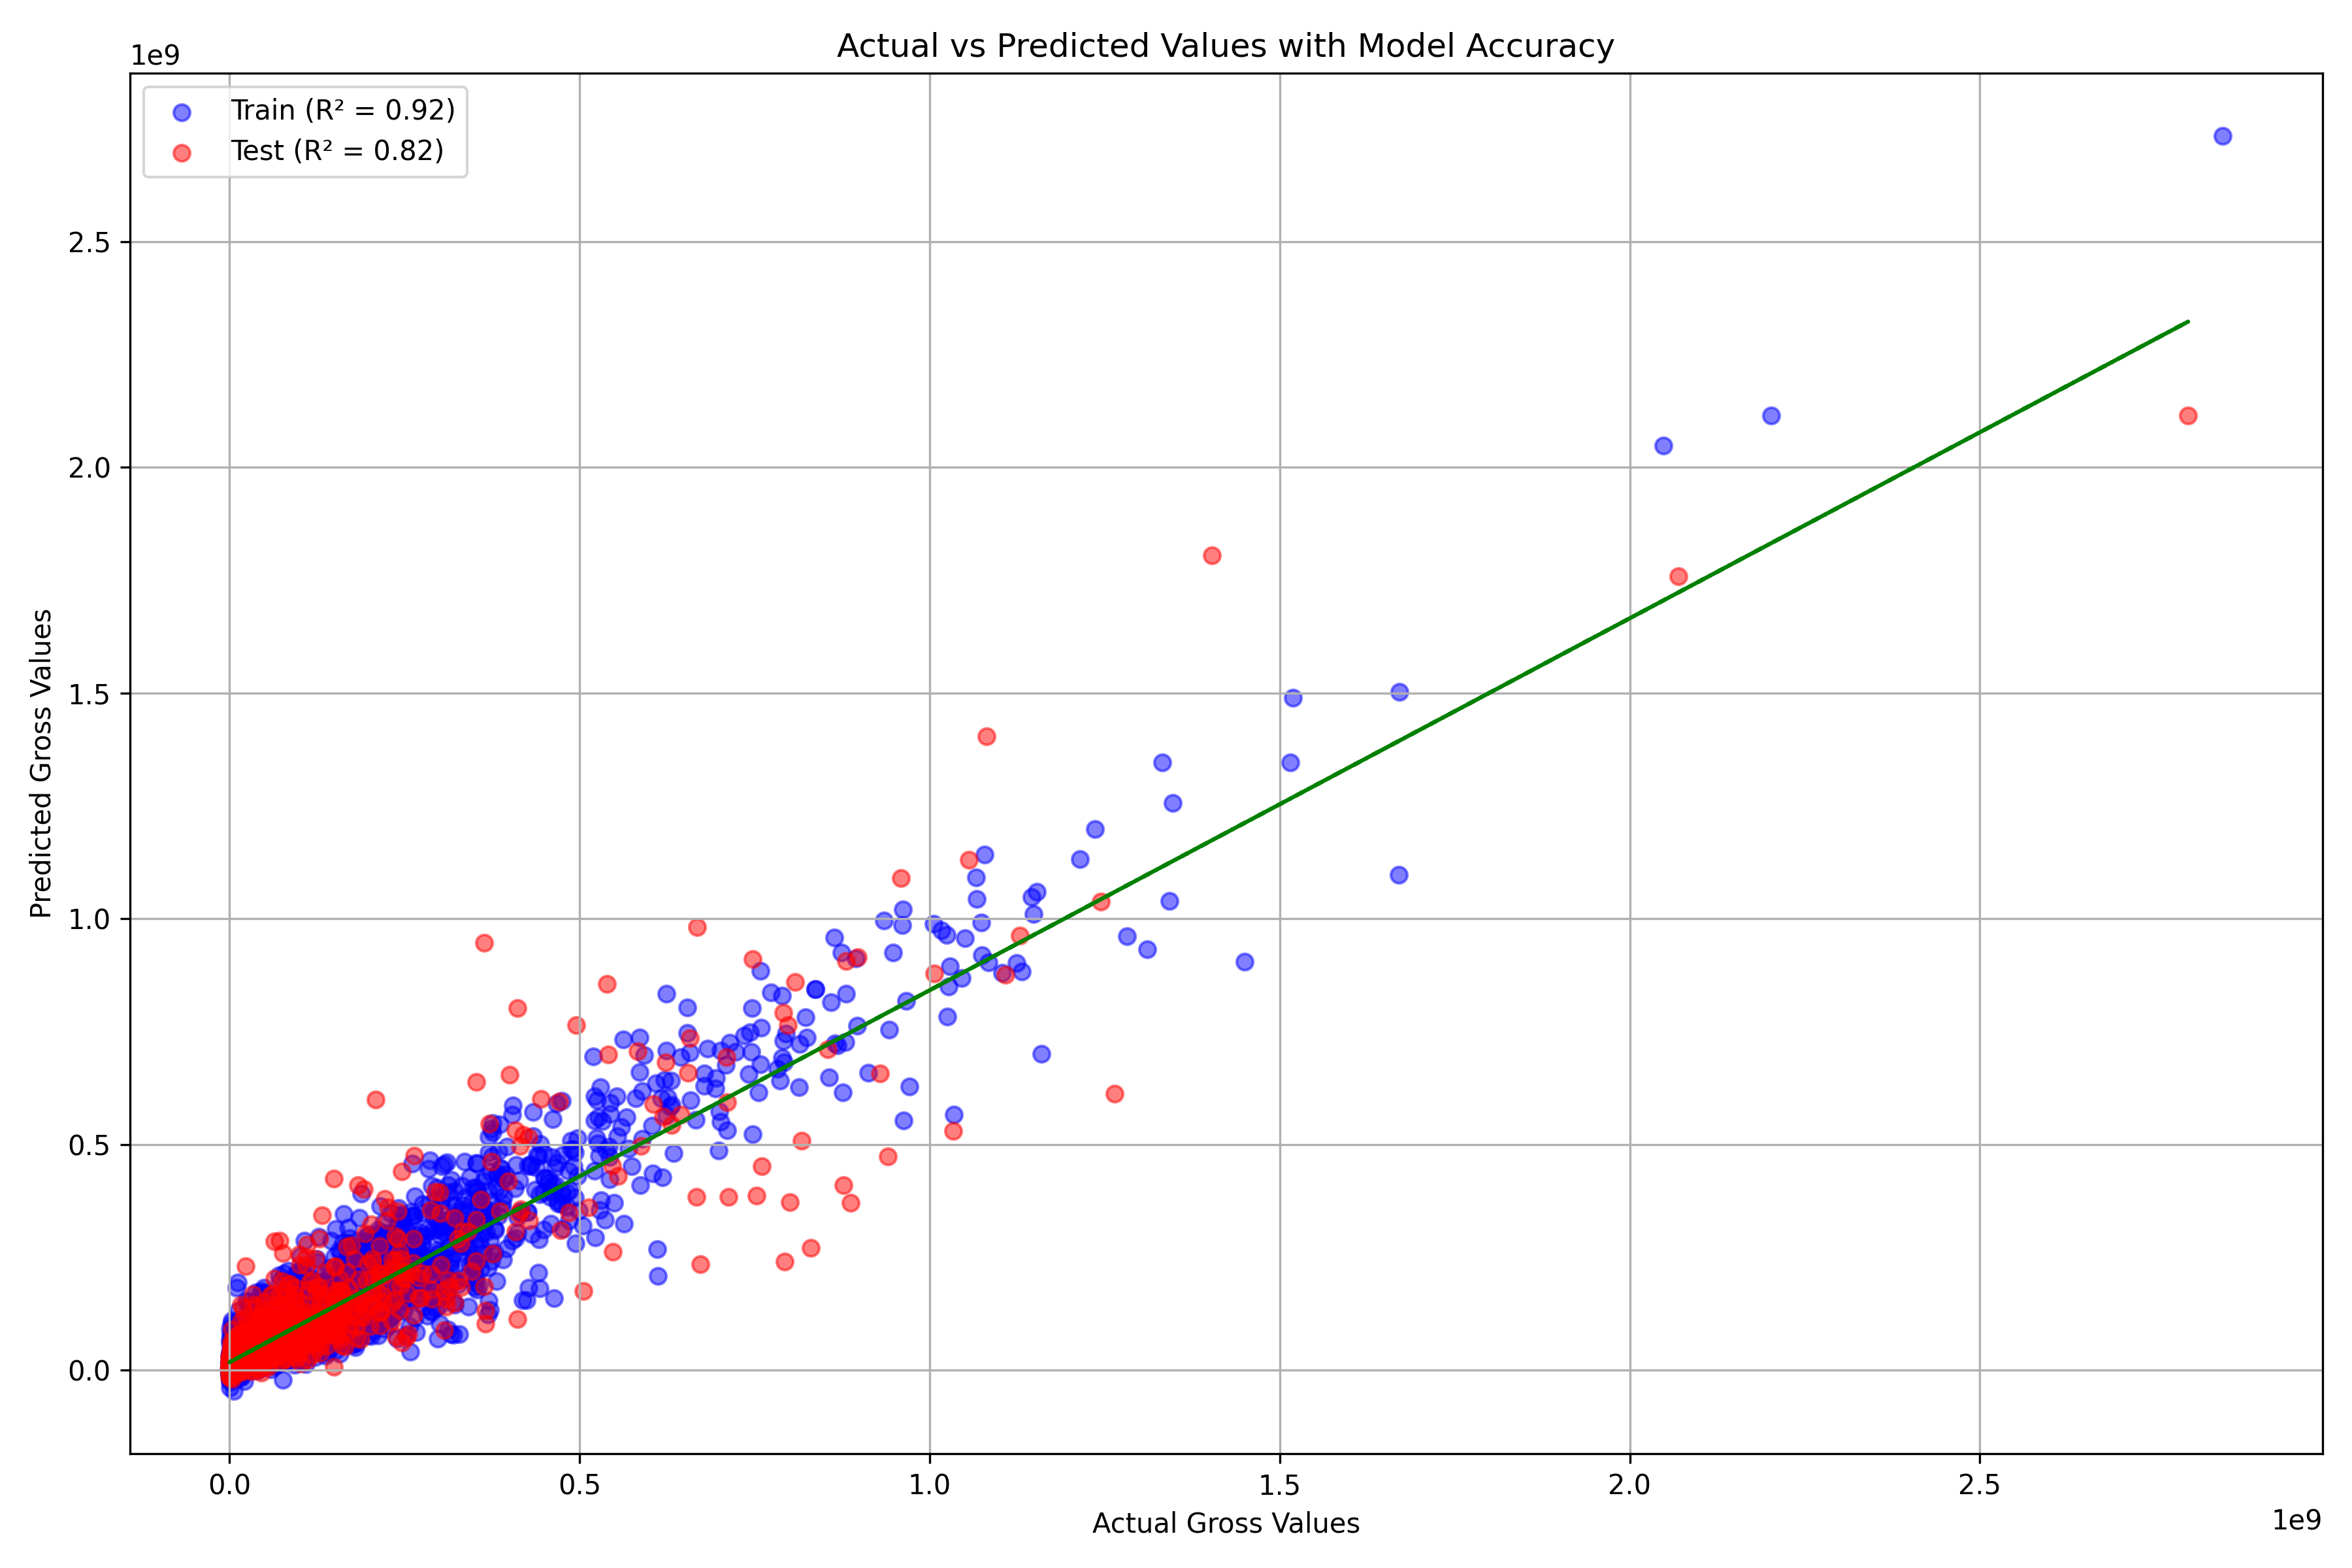 Actual vs Predicted Values with Model Accuracy
1e9
Train (R² = 0.92)
Test (R² = 0.82)
2.5
2.0
1.5
1.0
0.5
0.0
Predicted Gross Values
0.0 0.5 1.0 1.5 2.0 2.5
1e9
Actual Gross Values